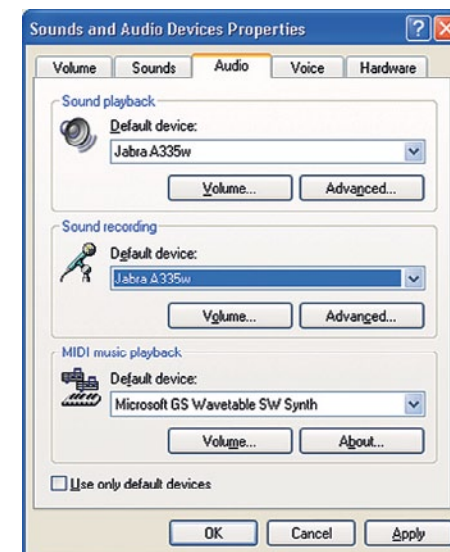 Sounds and Audio Devices Properties
Volume Sounds Audio Voice Hardware
Sound playback
Default device:
Jabra A335w
Volume... Advanced...
Sound recording
Default device:
Jabra A335w
Volume... Advanced...
MIDI music playback
Default device:
Microsoft GS Wavetable SW Synth
Volume... About...
Use only default devices
OK Cancel Apply